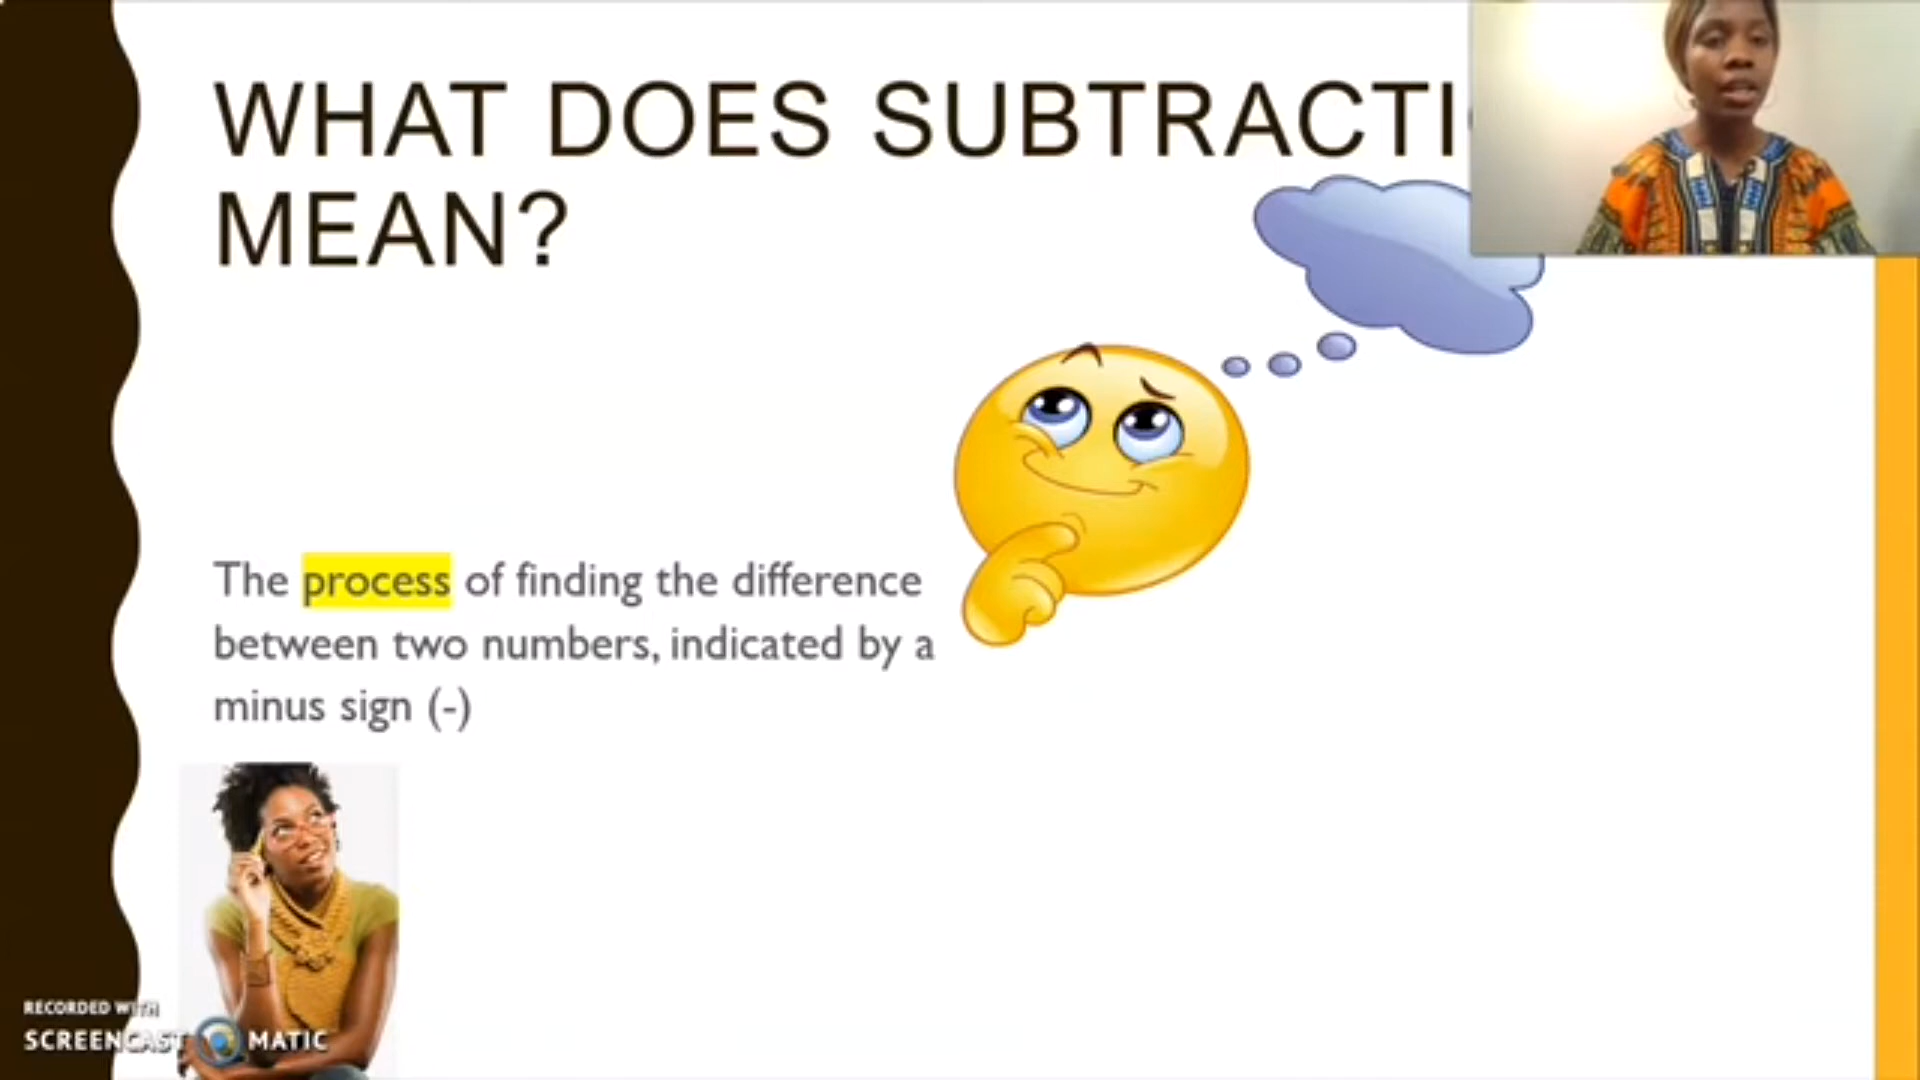 WHAT DOES SUBTRACTI
MEAN?
The process of finding the difference
between two numbers, indicated by a
minus sign (-)
RECORDED WITH
SCREENCAST MATIC